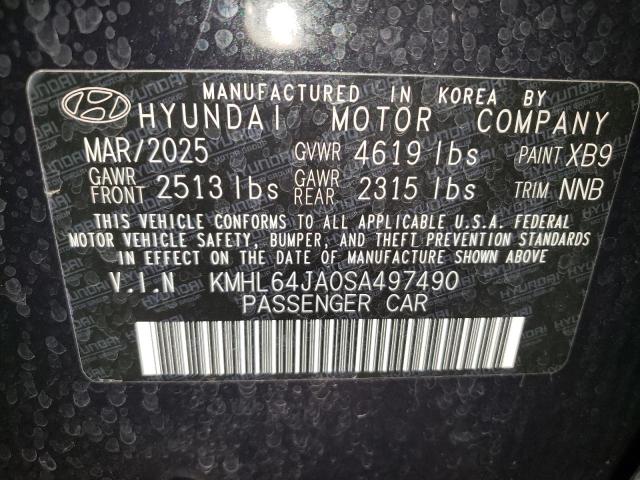 MANUFACTURED IN KOREA BY
HYUNDAI MOTOR COMPANY
MAR/2025 GVWR 4619 lbs PAINT XB9
GAWR FRONT 2513 lbs GAWR REAR 2315 lbs TRIM NNB
THIS VEHICLE CONFORMS TO ALL APPLICABLE U.S.A. FEDERAL
MOTOR VEHICLE SAFETY, BUMPER, AND THEFT PREVENTION STANDARDS
IN EFFECT ON THE DATE OF MANUFACTURE SHOWN ABOVE
V.I.N KMHL64JA0SA497490
PASSENGER CAR